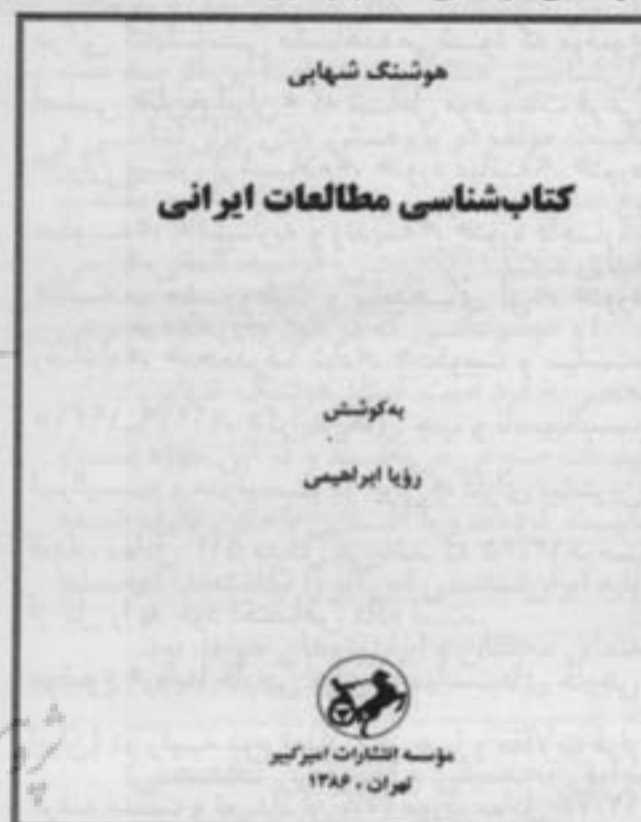 هوشنگ شهابی
کتاب‌شناسی مطالعات ایرانی
به‌کوشش
رؤیا ابراهیمی
مؤسسه انتشارات امیرکبیر
تهران، ۱۳۸۶